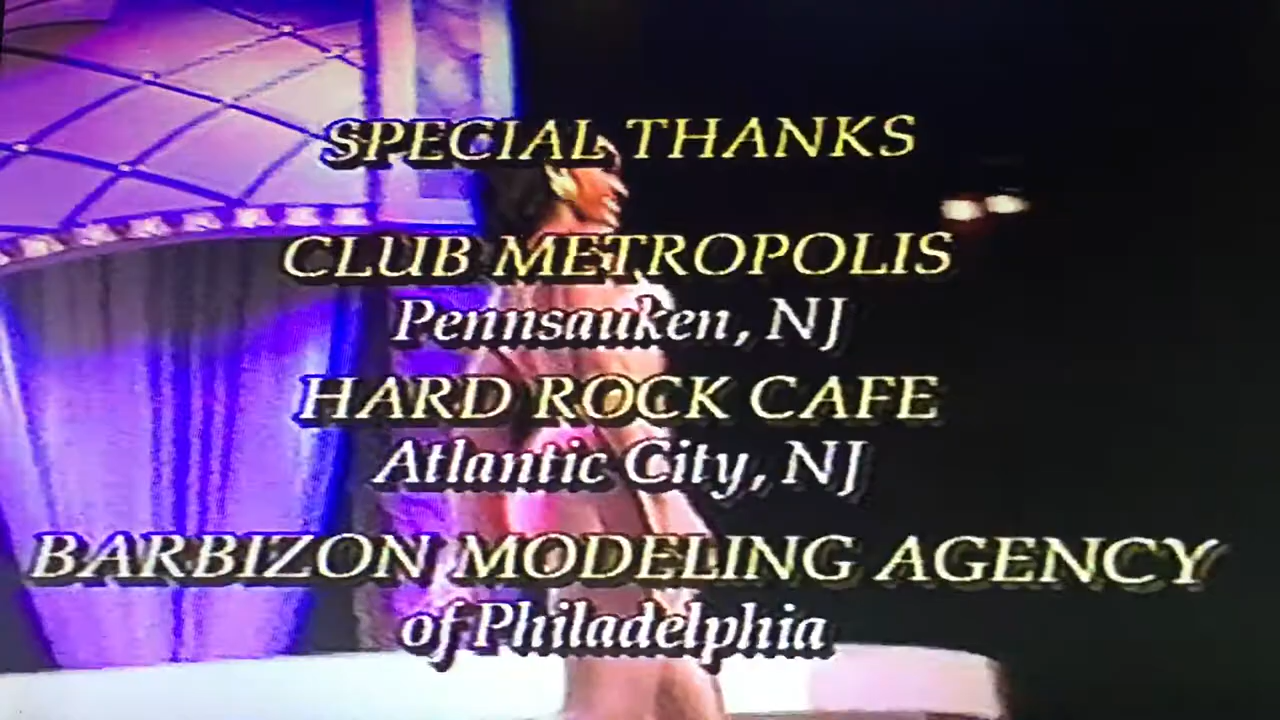 SPECIAL THANKS
CLUB METROPOLIS
Pennsauken, NJ
HARD ROCK CAFE
Atlantic City, NJ
BARBIZON MODELING AGENCY
of Philadelphia